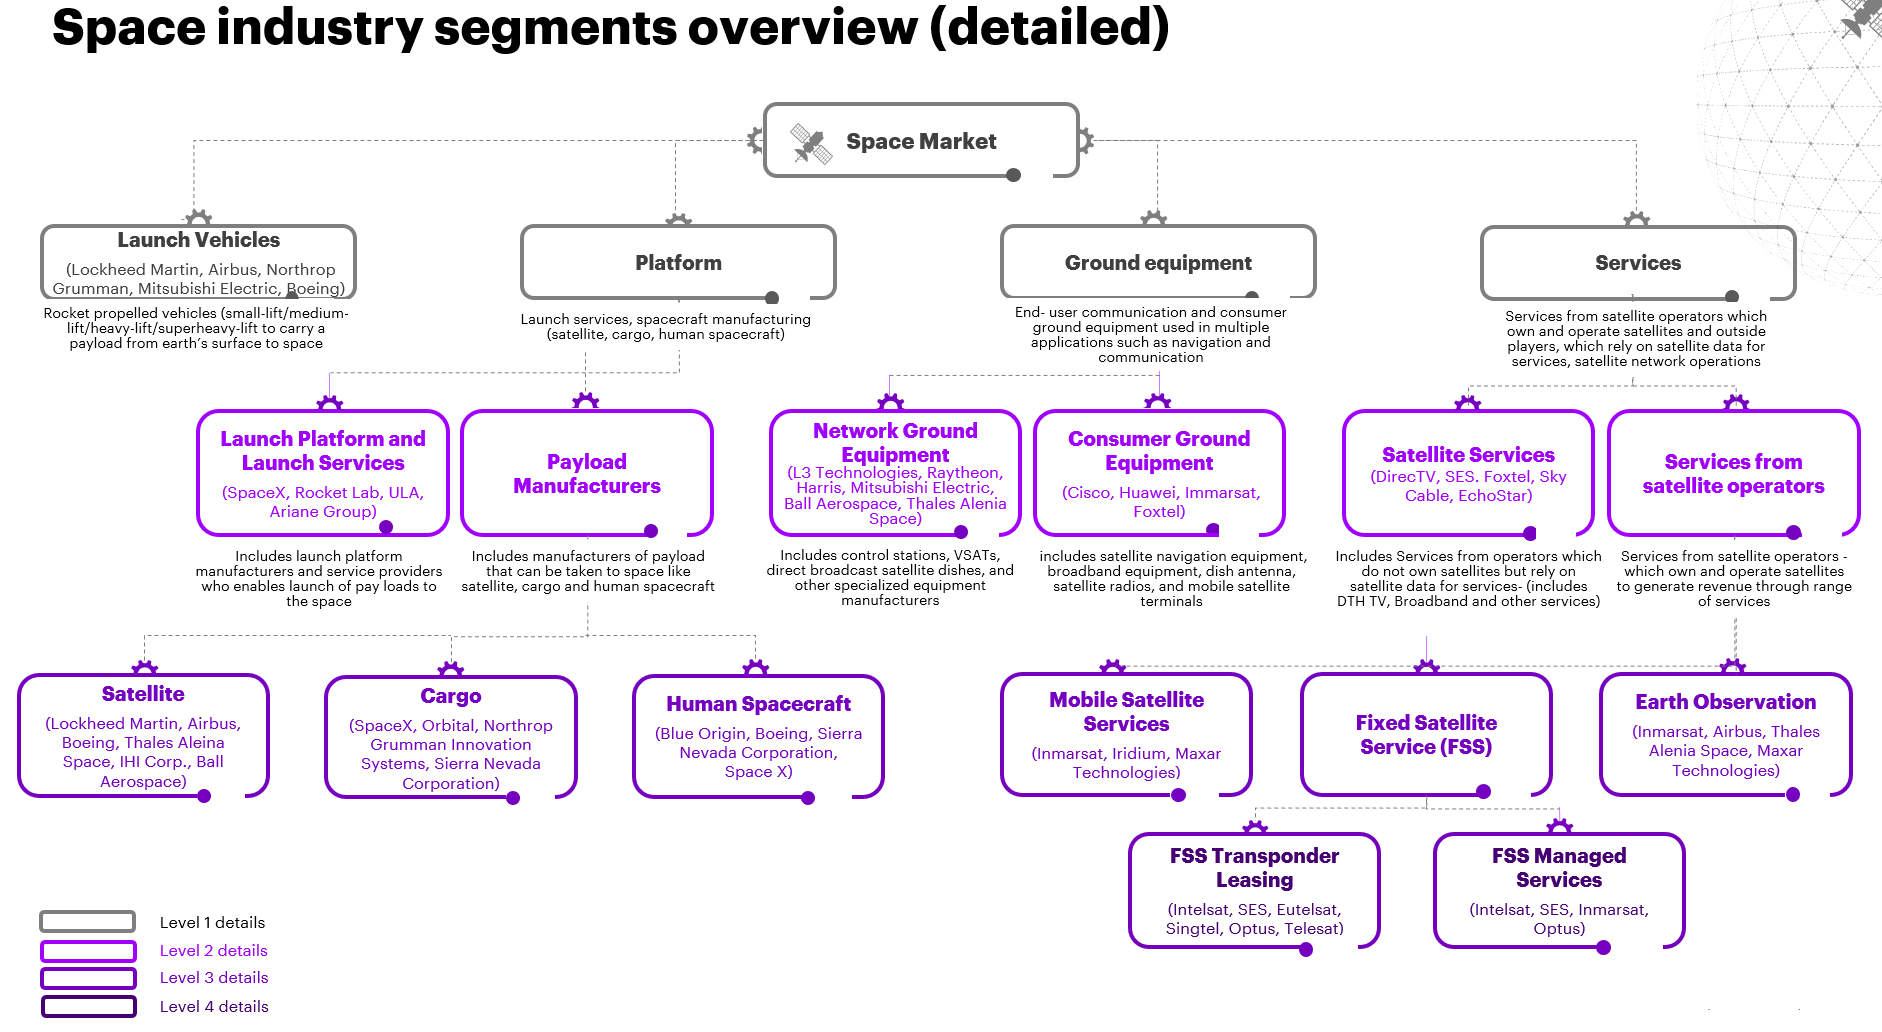 Space industry segments overview (detailed)
Space Market
Launch Vehicles
(Lockheed Martin, Airbus, Northrop
Grumman, Mitsubishi Electric, Boeing)
Rocket propelled vehicles (small-lift/medium-
lift/heavy-lift/superheavy-lift to carry a
payload from earth's surface to space
Platform
Launch services, spacecraft manufacturing
(satellite, cargo, human spacecraft)
Ground equipment
End- user communication and consumer
ground equipment used in multiple
applications such as navigation and
communication
Services
Services from satellite operators which
own and operate satellites and outside
players, which rely on satellite data for
services, satellite network operations
Launch Platform and
Launch Services
(SpaceX, Rocket Lab, ULA,
Ariane Group)
Includes launch platform
manufacturers and service providers
who enables launch of pay loads to
the space
Payload
Manufacturers
Includes manufacturers of payload
that can be taken to space like
satellite, cargo and human spacecraft
Network Ground
Equipment
(L3 Technologies, Raytheon,
Harris, Mitsubishi Electric,
Ball Aerospace, Thales Alenia
Space)
Includes control stations, VSATs,
direct broadcast satellite dishes, and
other specialized equipment
manufacturers
Consumer Ground
Equipment
(Cisco, Huawei, Immarsat,
Foxtel)
includes satellite navigation equipment,
broadband equipment, dish antenna,
satellite radios, and mobile satellite
terminals
Satellite Services
(DirecTV, SES. Foxtel, Sky
Cable, EchoStar)
Includes Services from operators which
do not own satellites but rely on
satellite data for services- (includes
DTH TV, Broadband and other services)
Services from
satellite operators
Services from satellite operators -
which own and operate satellites
to generate revenue through range
of services
Satellite
(Lockheed Martin, Airbus,
Boeing, Thales Aleina
Space, IHI Corp., Ball
Aerospace)
Cargo
(SpaceX, Orbital, Northrop
Grumman Innovation
Systems, Sierra Nevada
Corporation)
Human Spacecraft
(Blue Origin, Boeing, Sierra
Nevada Corporation,
Space X)
Mobile Satellite
Services
(Inmarsat, Iridium, Maxar
Technologies)
Fixed Satellite
Service (FSS)
Earth Observation
(Inmarsat, Airbus, Thales
Alenia Space, Maxar
Technologies)
FSS Transponder
Leasing
(Intelsat, SES, Eutelsat,
Singtel, Optus, Telesat)
FSS Managed
Services
(Intelsat, SES, Inmarsat,
Optus)
Level 1 details
Level 2 details
Level 3 details
Level 4 details